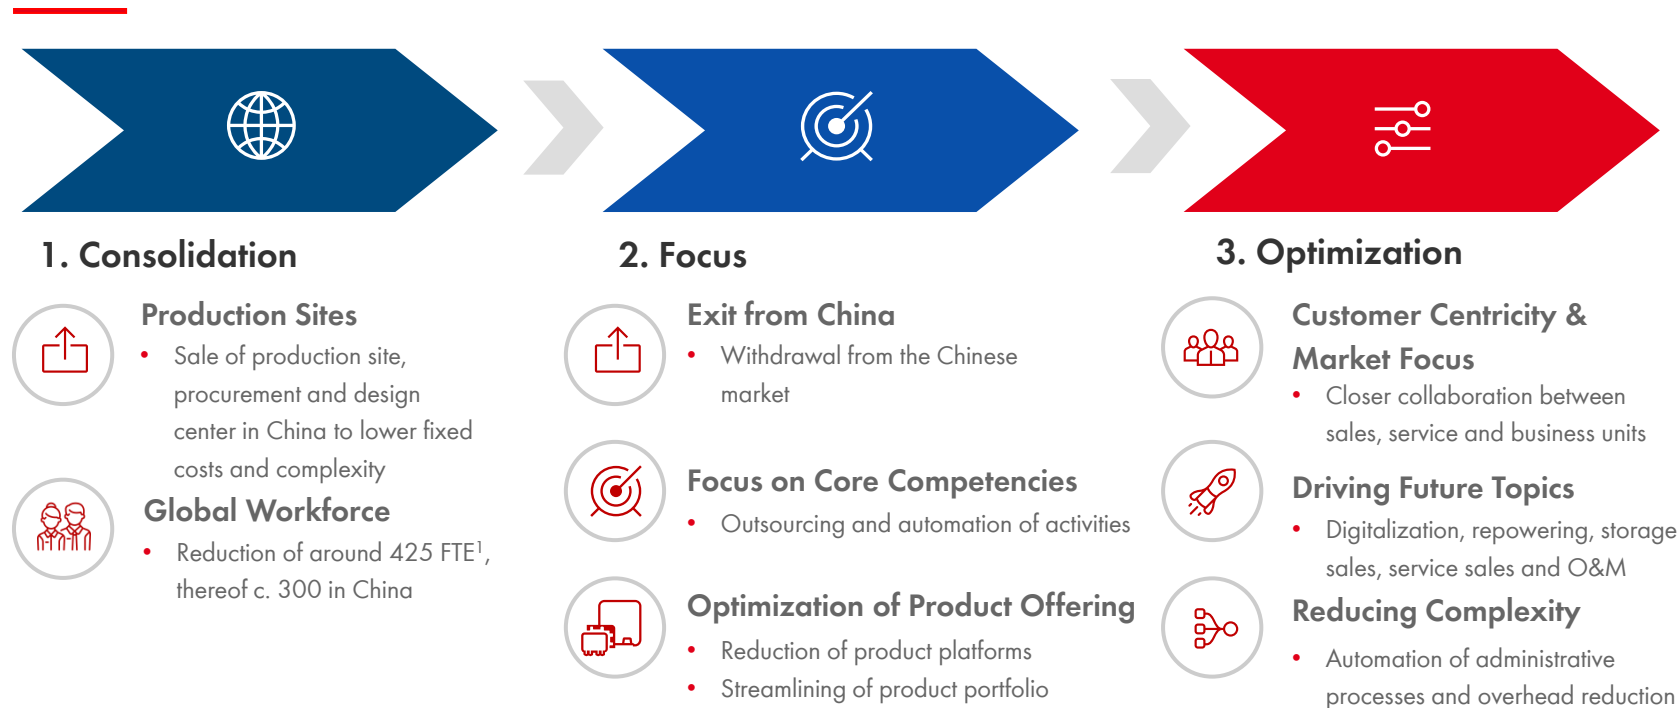 1. Consolidation
Production Sites
• Sale of production site,
procurement and design
center in China to lower fixed
costs and complexity
Global Workforce
• Reduction of around 425 FTE¹,
thereof c. 300 in China
2. Focus
Exit from China
• Withdrawal from the Chinese
market
Focus on Core Competencies
• Outsourcing and automation of activities
Optimization of Product Offering
• Reduction of product platforms
• Streamlining of product portfolio
3. Optimization
Customer Centricity &
Market Focus
• Closer collaboration between
sales, service and business units
Driving Future Topics
• Digitalization, repowering, storage
sales, service sales and O&M
Reducing Complexity
• Automation of administrative
processes and overhead reduction